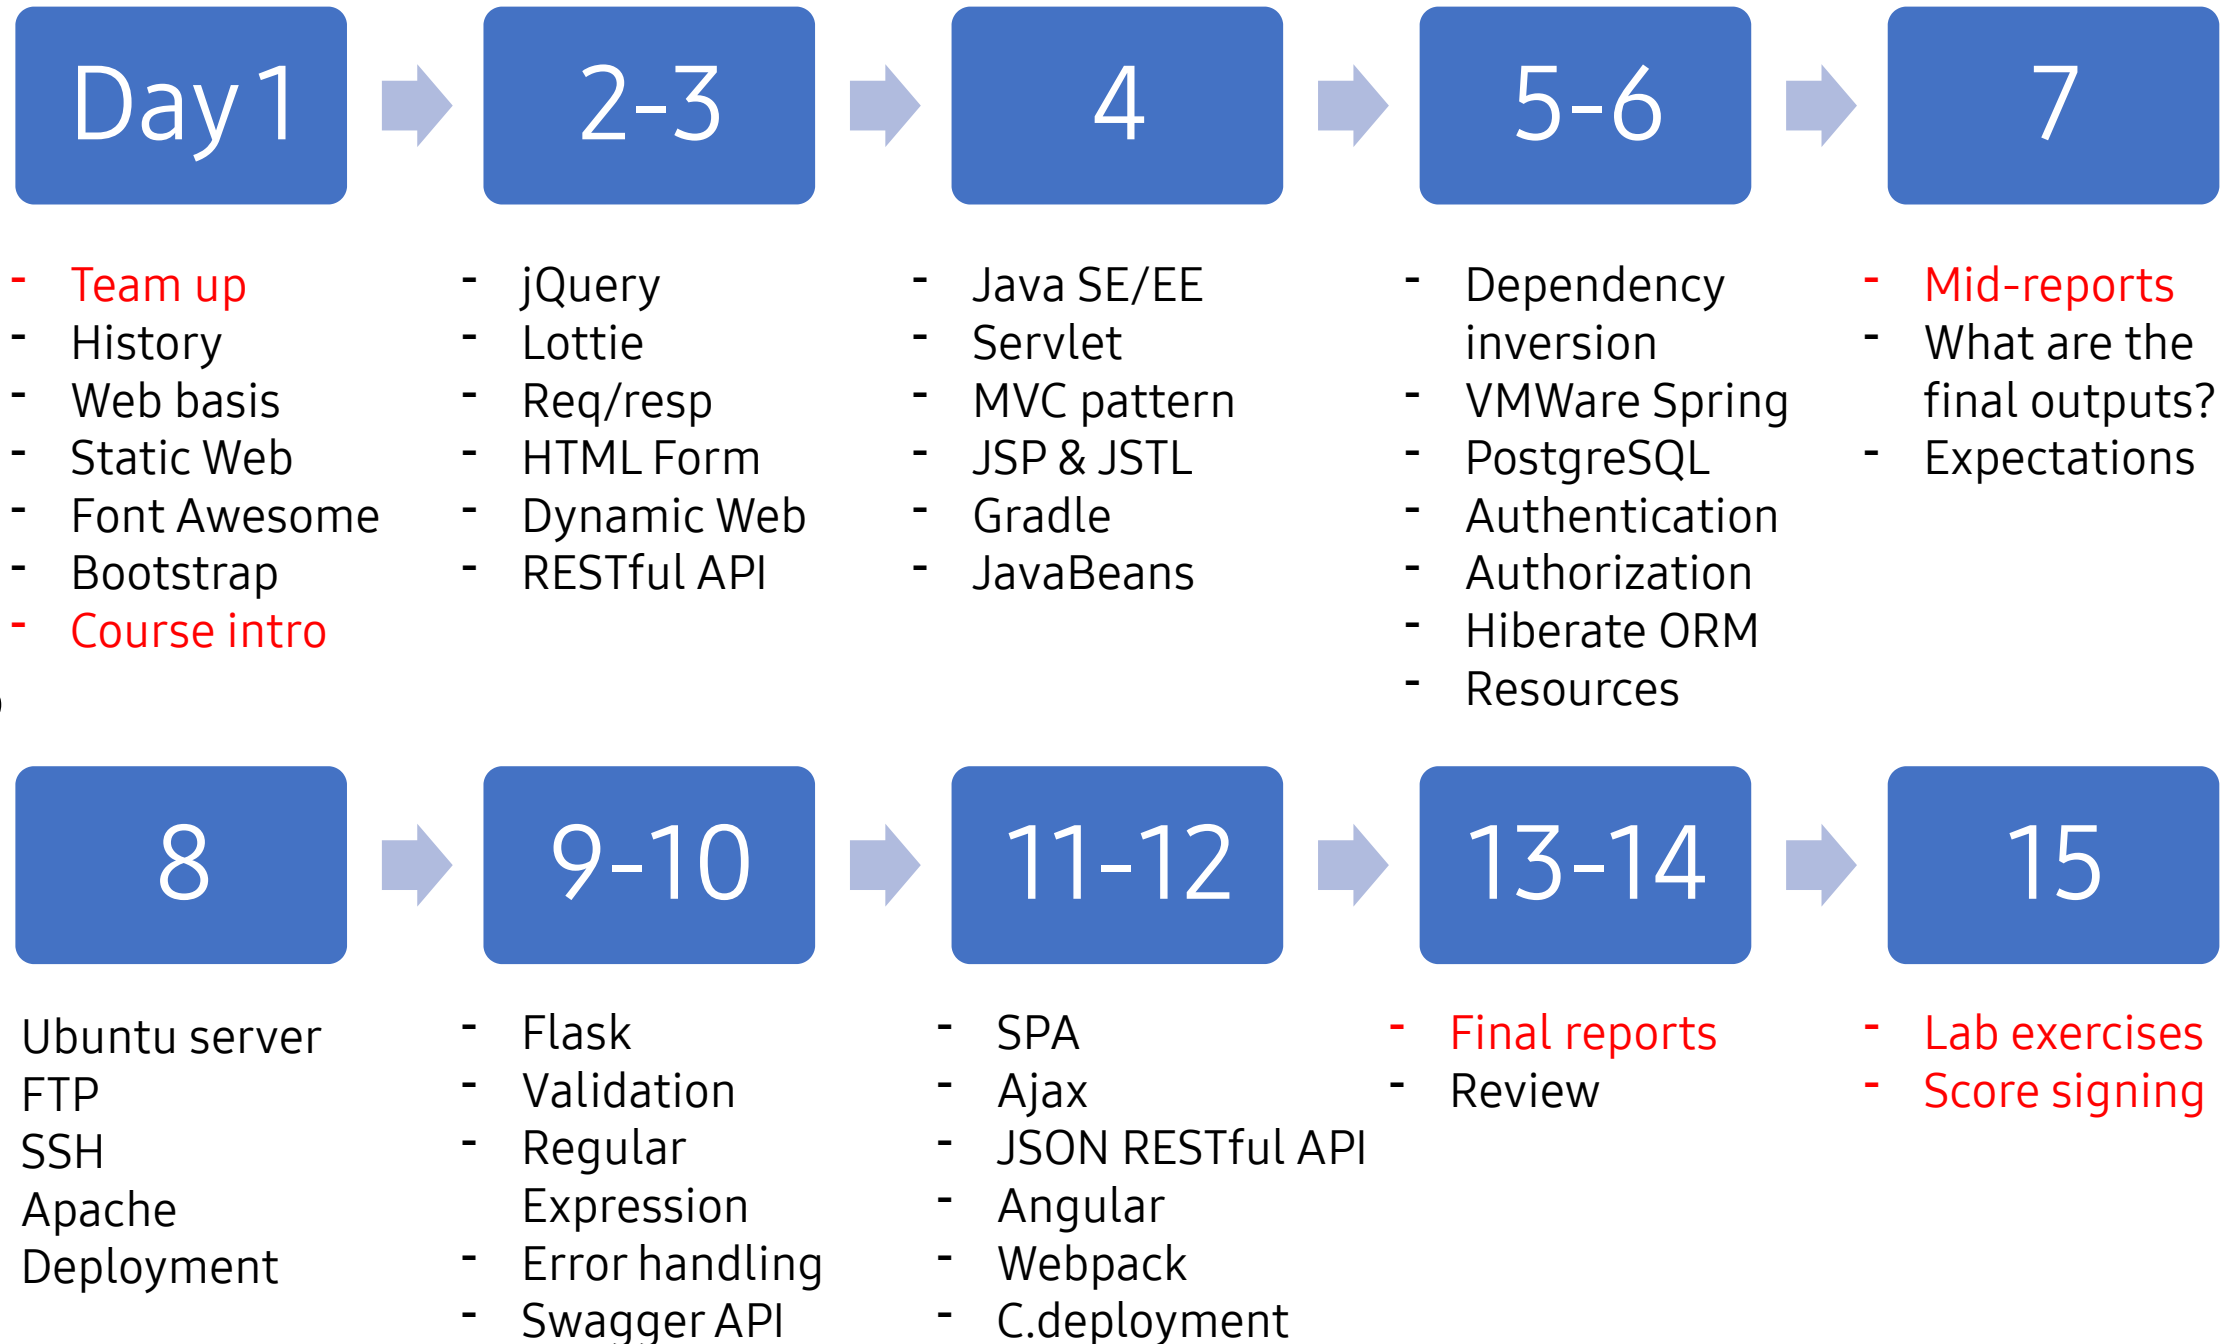 Day 1
2-3
4
5-6
7
- Team up
- History
- Web basis
- Static Web
- Font Awesome
- Bootstrap
- Course intro
- jQuery
- Lottie
- Req/resp
- HTML Form
- Dynamic Web
- RESTful API
- Java SE/EE
- Servlet
- MVC pattern
- JSP & JSTL
- Gradle
- JavaBeans
- Dependency
inversion
- VMWare Spring
- PostgreSQL
- Authentication
- Authorization
- Hiberate ORM
- Resources
- Mid-reports
- What are the
final outputs?
- Expectations
8
9-10
11-12
13-14
15
Ubuntu server
FTP
SSH
Apache
Deployment
- Flask
- Validation
- Regular
Expression
- Error handling
- Swagger API
- SPA
- Ajax
- JSON RESTful API
- Angular
- Webpack
- C.deployment
- Final reports
- Review
- Lab exercises
- Score signing